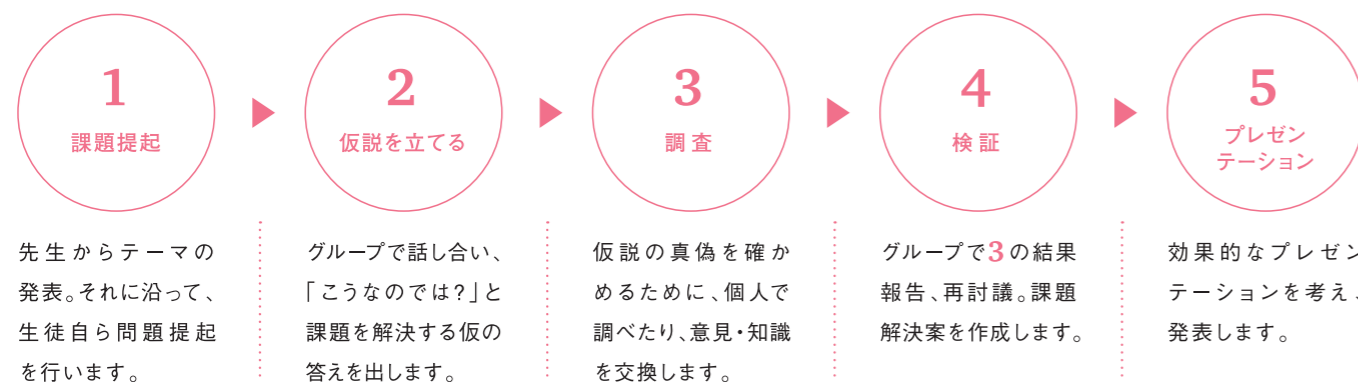 1
課題提起
先生からテーマの
発表。それに沿って、
生徒自ら問題提起
を行います。
2
仮説を立てる
グループで話し合い、
「こうなのでは?」と
課題を解決する仮の
答えを出します。
3
調査
仮説の真偽を確か
めるために、個人で
調べたり、意見・知識
を交換します。
4
検証
グループで3の結果
報告、再討議。課題
解決案を作成します。
5
プレゼン
テーション
効果的なプレゼン
テーションを考え、
発表します。